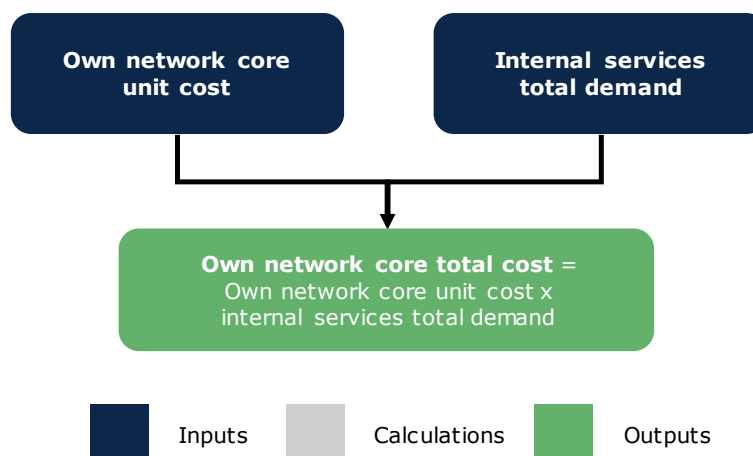 Own network core
unit cost
Internal services
total demand
Own network core total cost =
Own network core unit cost x
internal services total demand
Inputs
Calculations
Outputs